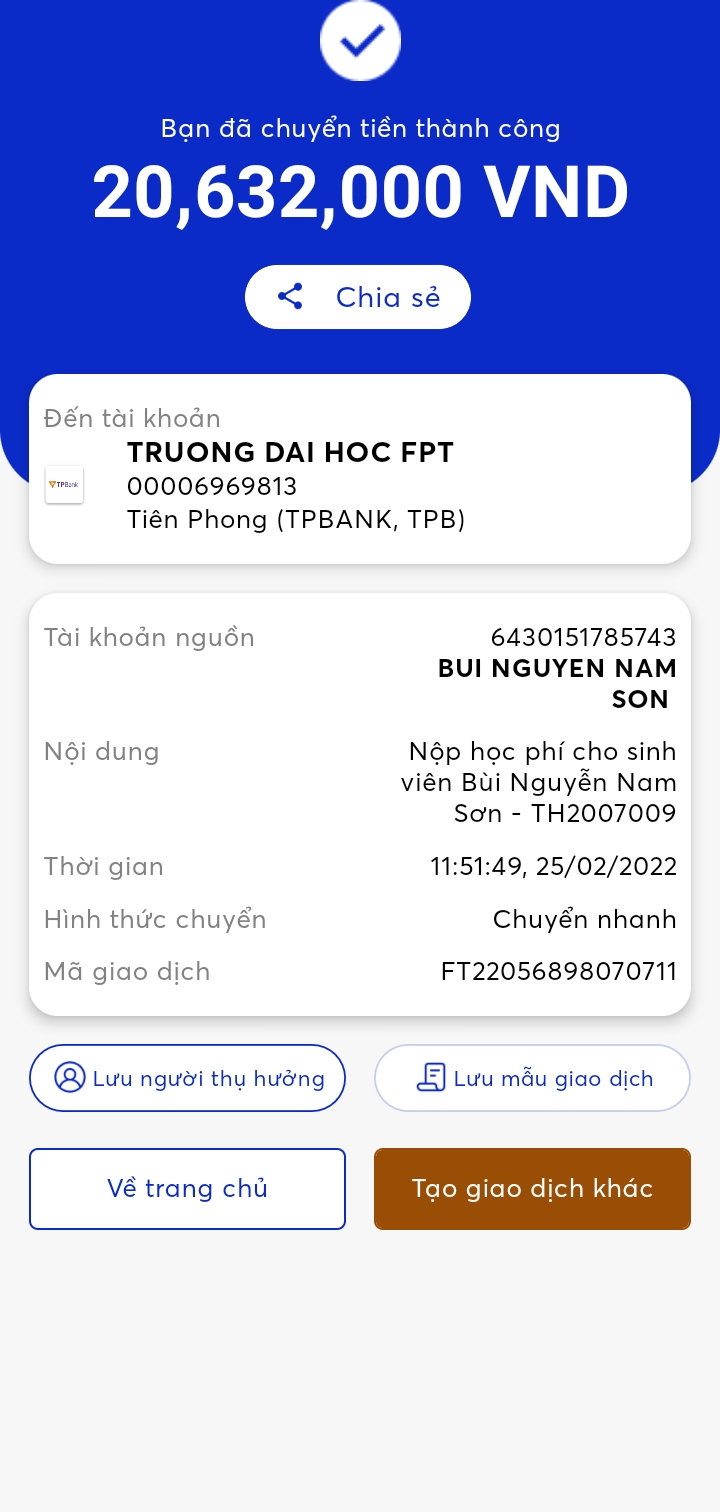 Bạn đã chuyển tiền thành công
20,632,000 VND
Chia sẻ
Đến tài khoản
TRUONG DAI HOC FPT
TPBank
00006969813
Tiên Phong (TPBANK, TPB)
Tài khoản nguồn 6430151785743
BUI NGUYEN NAM
SON
Nội dung Nộp học phí cho sinh
viên Bùi Nguyễn Nam
Sơn - TH2007009
Thời gian 11:51:49, 25/02/2022
Hình thức chuyển Chuyển nhanh
Mã giao dịch FT22056898070711
Lưu người thụ hưởng Lưu mẫu giao dịch
Về trang chủ Tạo giao dịch khác